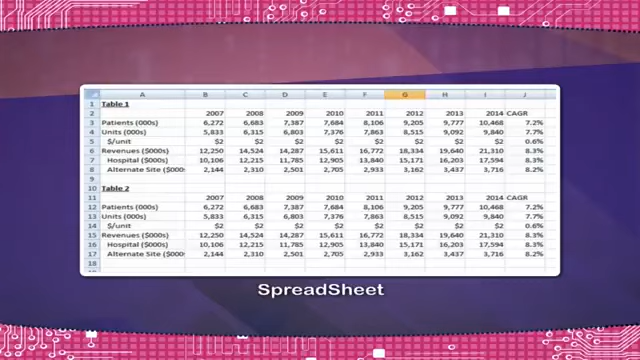 A B C D E F G H I J
1 Table 1
2 2007 2008 2009 2010 2011 2012 2013 2014 CAGR
3 Patients (000s) 6,272 6,683 7,387 7,684 8,106 9,205 9,777 10,468 7.2%
4 Units (000s) 5,833 6,315 6,803 7,376 7,863 8,515 9,092 9,840 7.7%
5 $/unit $2 $2 $2 $2 $2 $2 $2 $2 0.6%
6 Revenues ($000s) 12,250 14,524 14,287 15,611 16,772 18,334 19,640 21,310 8.3%
7 Hospital ($000s) 10,106 12,215 11,785 12,905 13,840 15,171 16,203 17,594 8.3%
8 Alternate Site ($000 2,144 2,310 2,501 2,705 2,933 3,162 3,437 3,716 8.2%
9
10 Table 2
11 2007 2008 2009 2010 2011 2012 2013 2014 CAGR
12 Patients (000s) 6,272 6,683 7,387 7,684 8,106 9,205 9,777 10,468 7.2%
13 Units (000s) 5,833 6,315 6,803 7,376 7,863 8,515 9,092 9,840 7.7%
14 $/unit $2 $2 $2 $2 $2 $2 $2 $2 0.6%
15 Revenues ($000s) 12,250 14,524 14,287 15,611 16,772 18,334 19,640 21,310 8.3%
16 Hospital ($000s) 10,106 12,215 11,785 12,905 13,840 15,171 16,203 17,594 8.3%
17 Alternate Site ($000 2,144 2,310 2,501 2,705 2,933 3,162 3,437 3,716 8.2%
18
SpreadSheet